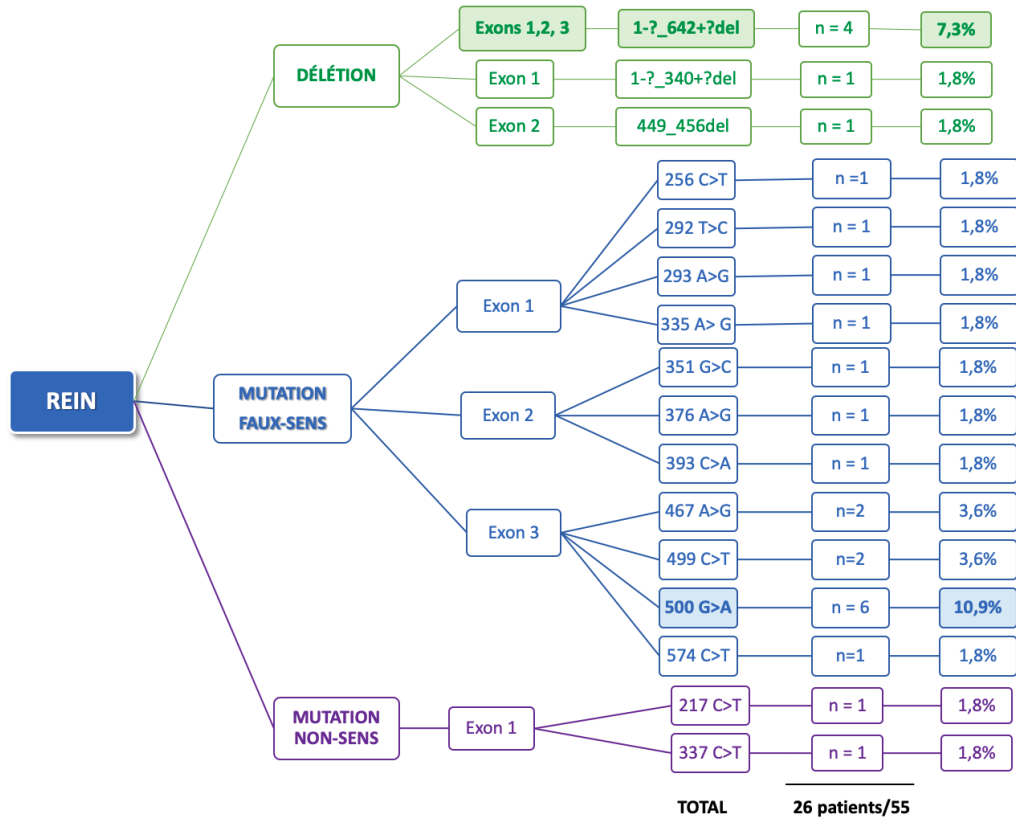 Exons 1,2, 3 1-?_642+?del n = 4 7,3%
DÉLÉTION
Exon 1 1-?_340+?del n = 1 1,8%
Exon 2 449_456del n = 1 1,8%
256 C>T n =1 1,8%
292 T>C n = 1 1,8%
293 A>G n = 1 1,8%
Exon 1
335 A> G n = 1 1,8%
351 G>C n = 1 1,8%
REIN
MUTATION
FAUX-SENS
Exon 2
376 A>G n = 1 1,8%
393 C>A n = 1 1,8%
467 A>G n=2 3,6%
Exon 3
499 C>T n=2 3,6%
500 G>A n = 6 10,9%
574 C>T n=1 1,8%
217 C>T n = 1 1,8%
MUTATION
NON-SENS
Exon 1
337 C>T n = 1 1,8%
TOTAL 26 patients/55